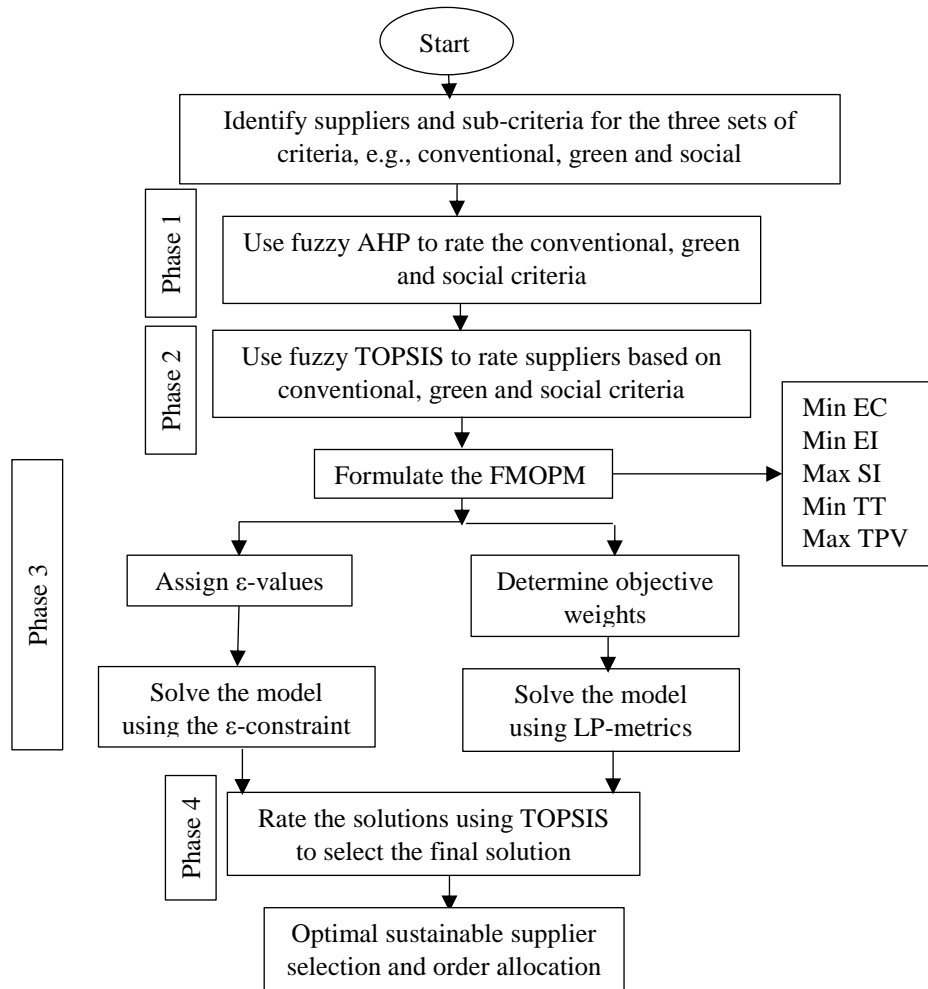 Start
Identify suppliers and sub-criteria for the three sets of
criteria, e.g., conventional, green and social
Phase 1
Use fuzzy AHP to rate the conventional, green
and social criteria
Phase 2
Use fuzzy TOPSIS to rate suppliers based on
conventional, green and social criteria
Min EC
Min EI
Max SI
Min TT
Max TPV
Formulate the FMOPM
Phase 3
Assign ε-values
Determine objective
weights
Solve the model
using the ε-constraint
Solve the model
using LP-metrics
Phase 4
Rate the solutions using TOPSIS
to select the final solution
Optimal sustainable supplier
selection and order allocation